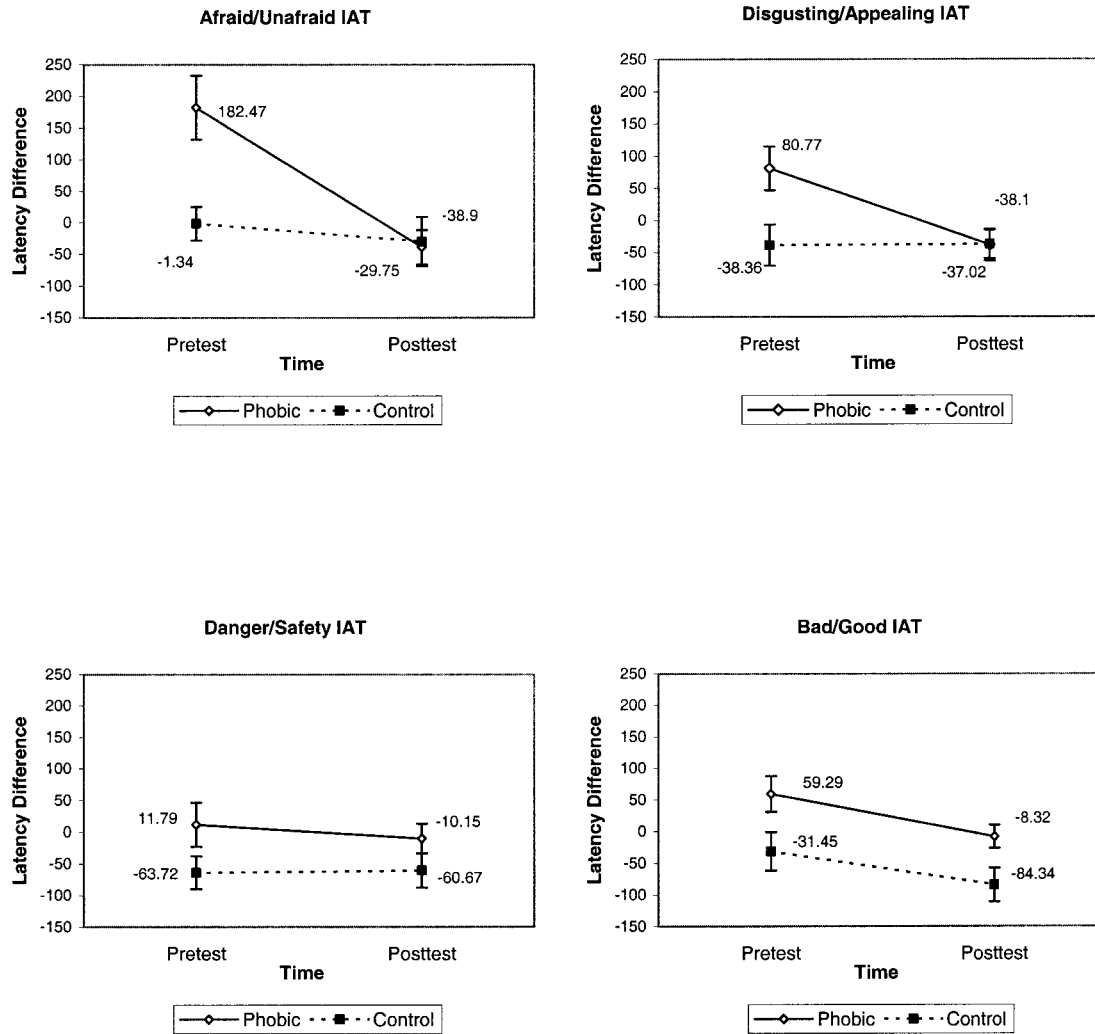 Afraid/Unafraid IAT
Latency Difference
250
200
150
100
50
0
-50
-100
-150
182.47
-38.9
-1.34
-29.75
Pretest Posttest
Time
Phobic Control
Disgusting/Appealing IAT
Latency Difference
250
200
150
100
50
0
-50
-100
-150
80.77
-38.1
-38.36
-37.02
Pretest Posttest
Time
Phobic Control
Danger/Safety IAT
Latency Difference
250
200
150
100
50
0
-50
-100
-150
11.79
-10.15
-63.72
-60.67
Pretest Posttest
Time
Phobic Control
Bad/Good IAT
Latency Difference
250
200
150
100
50
0
-50
-100
-150
59.29
-8.32
-31.45
-84.34
Pretest Posttest
Time
Phobic Control